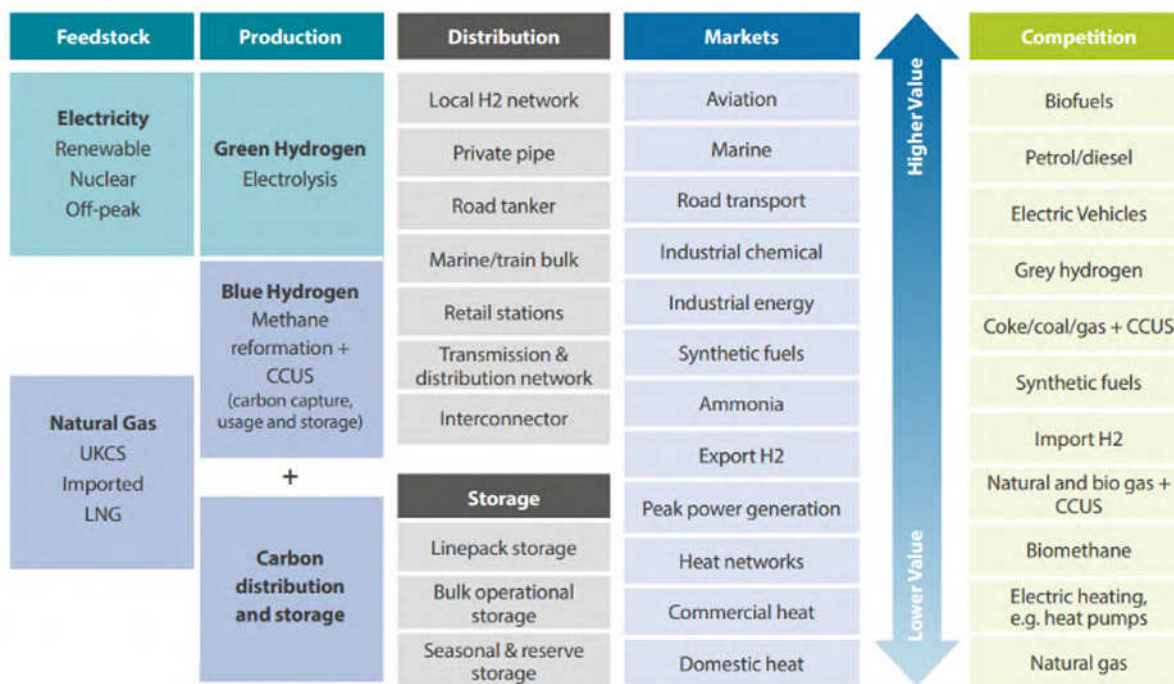 Feedstock
Electricity
Renewable
Nuclear
Off-peak
Natural Gas
UKCS
Imported
LNG
Production
Green Hydrogen
Electrolysis
Blue Hydrogen
Methane
reformation +
CCUS
(carbon capture,
usage and storage)
+
Carbon
distribution
and storage
Distribution
Local H2 network
Private pipe
Road tanker
Marine/train bulk
Retail stations
Transmission &
distribution network
Interconnector
Storage
Linepack storage
Bulk operational
storage
Seasonal & reserve
storage
Markets
Aviation
Marine
Road transport
Industrial chemical
Industrial energy
Synthetic fuels
Ammonia
Export H2
Peak power generation
Heat networks
Commercial heat
Domestic heat
Higher Value
Lower Value
Competition
Biofuels
Petrol/diesel
Electric Vehicles
Grey hydrogen
Coke/coal/gas + CCUS
Synthetic fuels
Import H2
Natural and bio gas +
CCUS
Biomethane
Electric heating,
e.g. heat pumps
Natural gas